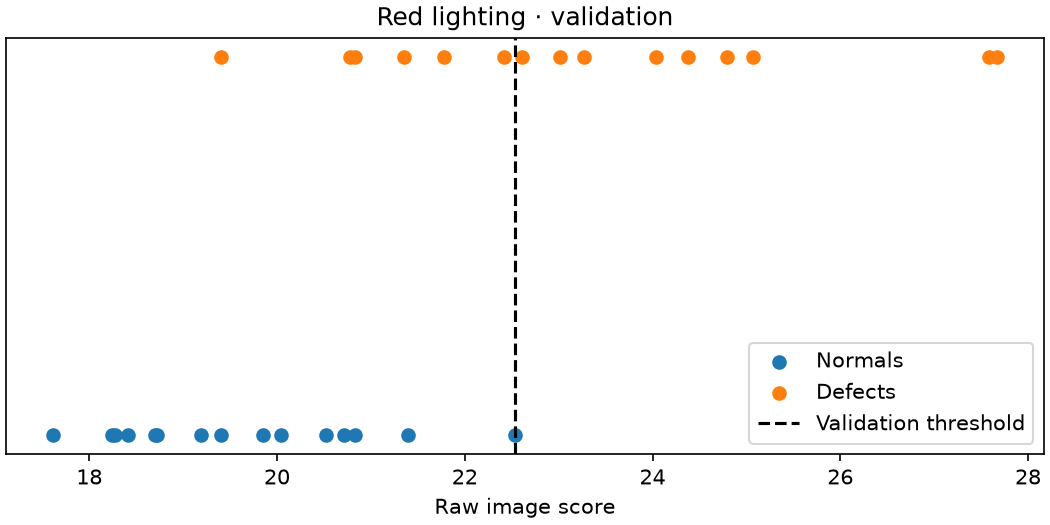 Red lighting · validation
Normals
Defects
Validation threshold
18 20 22 24 26 28
Raw image score